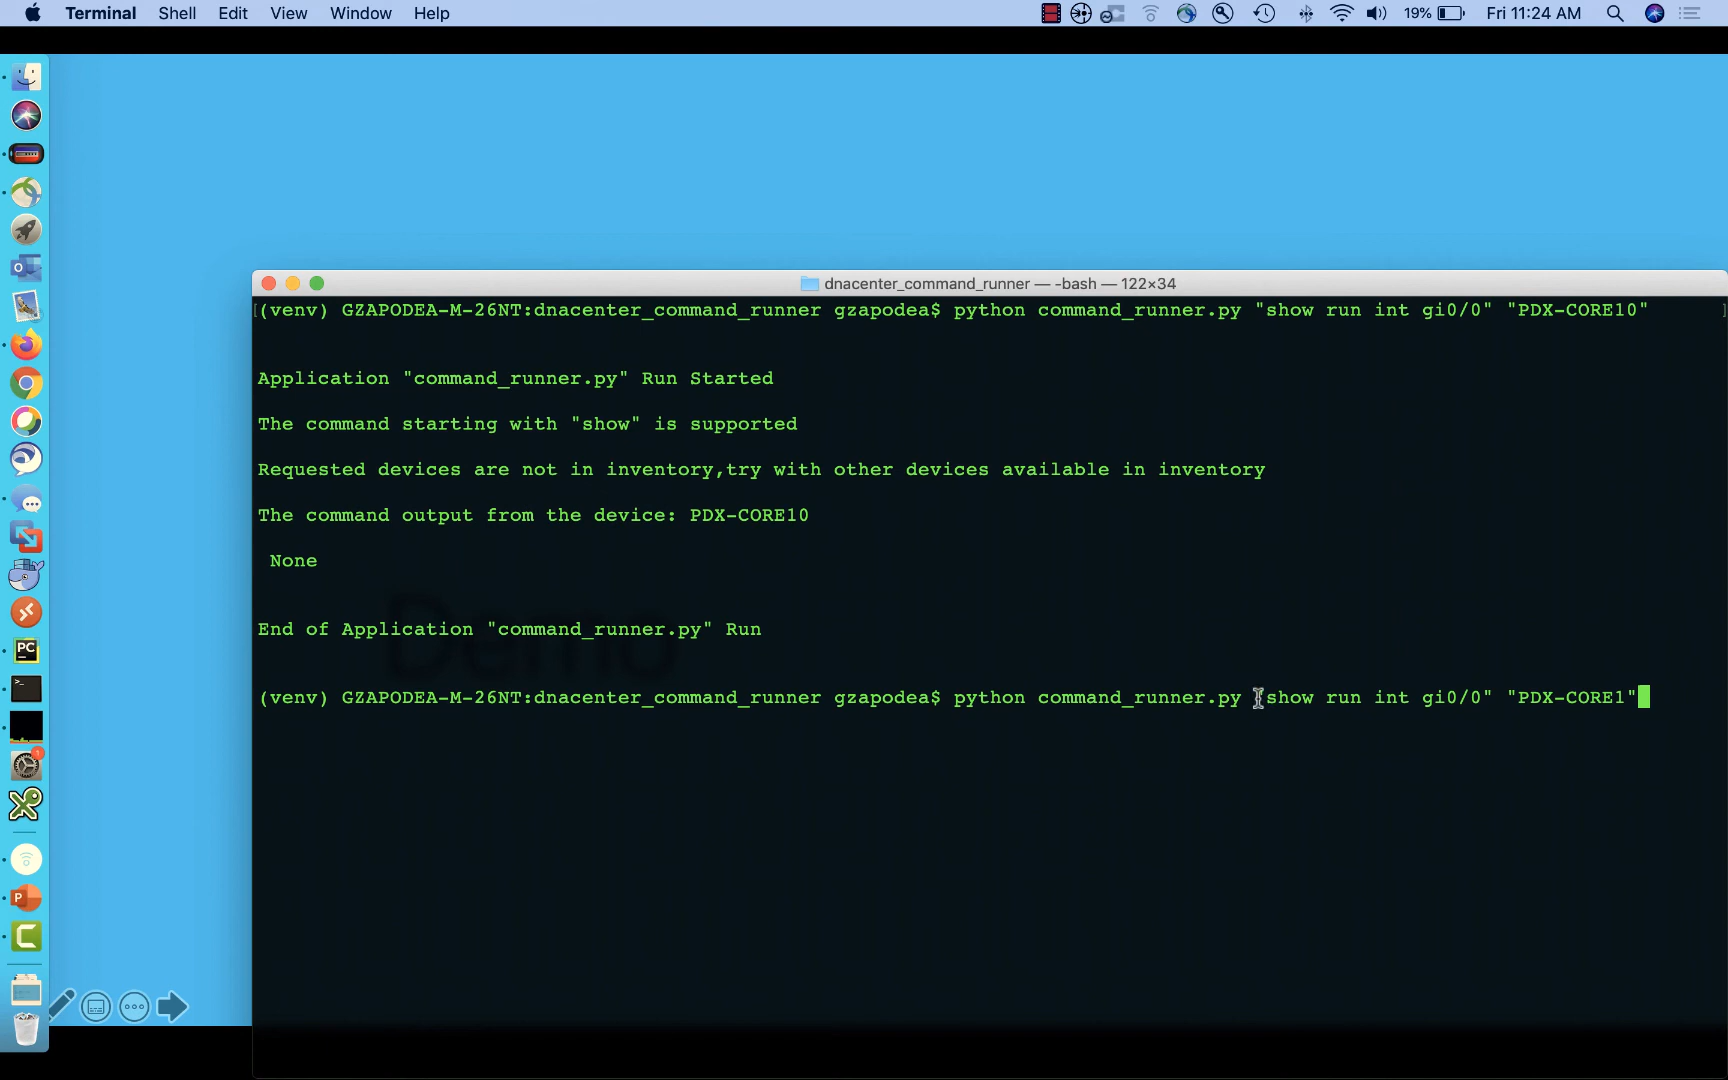 Terminal Shell Edit View Window Help 19% Fri 11:24 AM
dnacenter_command_runner — -bash — 122×34
(venv) GZAPODEA-M-26NT:dnacenter_command_runner gzapodea$ python command_runner.py "show run int gi0/0" "PDX-CORE10"
Application "command_runner.py" Run Started
The command starting with "show" is supported
Requested devices are not in inventory,try with other devices available in inventory
The command output from the device: PDX-CORE10
None
End of Application "command_runner.py" Run
Demo
(venv) GZAPODEA-M-26NT:dnacenter_command_runner gzapodea$ python command_runner.py "show run int gi0/0" "PDX-CORE1"
PC
1
P